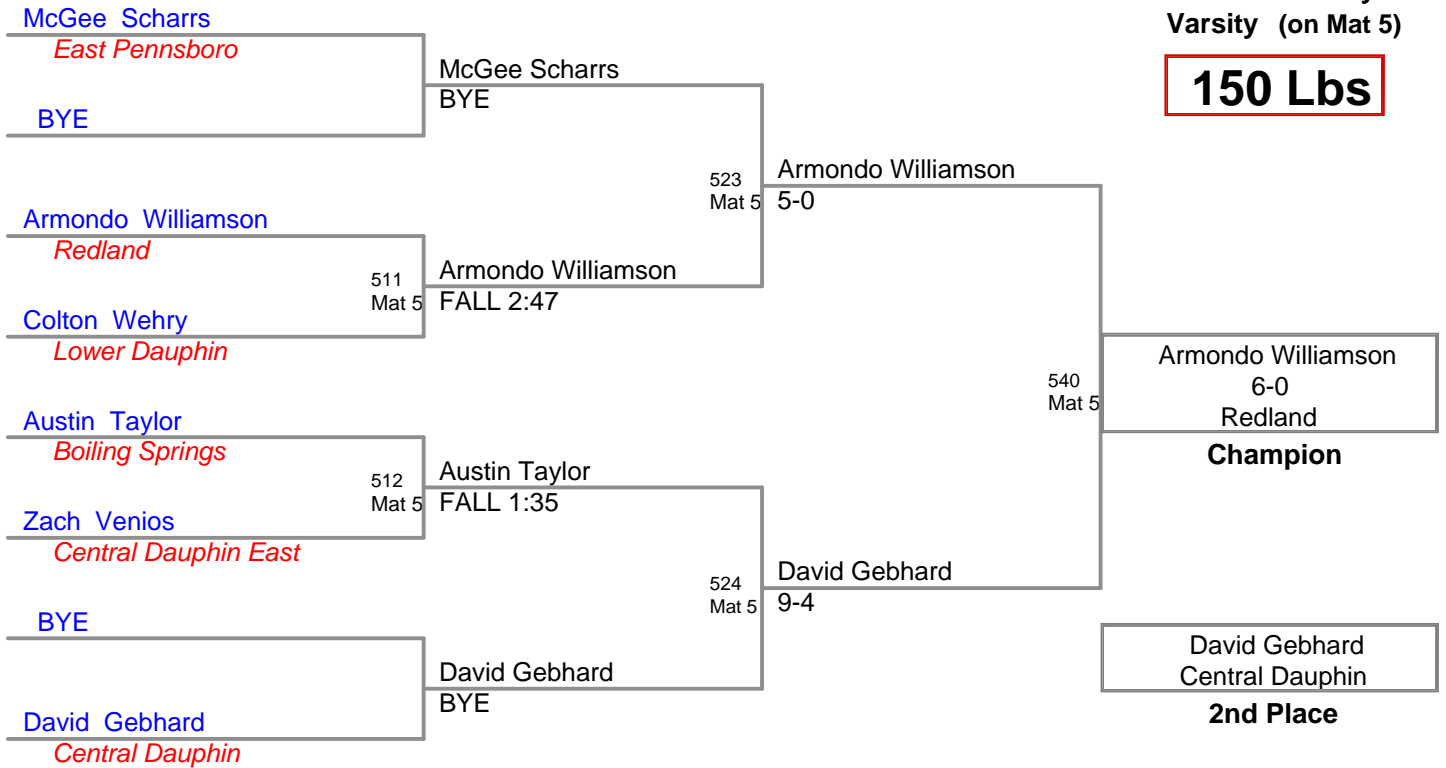 McGee Scharrs
East Pennsboro
BYE
McGee Scharrs
BYE
Varsity (on Mat 5)
150 Lbs
Armondo Williamson
Redland
Colton Wehry
Lower Dauphin
511
Mat 5
Armondo Williamson
FALL 2:47
523
Mat 5
Armondo Williamson
5-0
Austin Taylor
Boiling Springs
Zach Venios
Central Dauphin East
512
Mat 5
Austin Taylor
FALL 1:35
BYE
David Gebhard
Central Dauphin
David Gebhard
BYE
524
Mat 5
David Gebhard
9-4
540
Mat 5
Armondo Williamson
6-0
Redland
Champion
David Gebhard
Central Dauphin
2nd Place